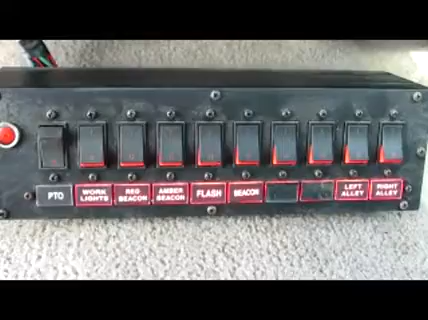 PTO
WORK
LIGHTS
RED
BEACON
AMBER
BEACON
FLASH
BEACON
LEFT
ALLEY
RIGHT
ALLEY